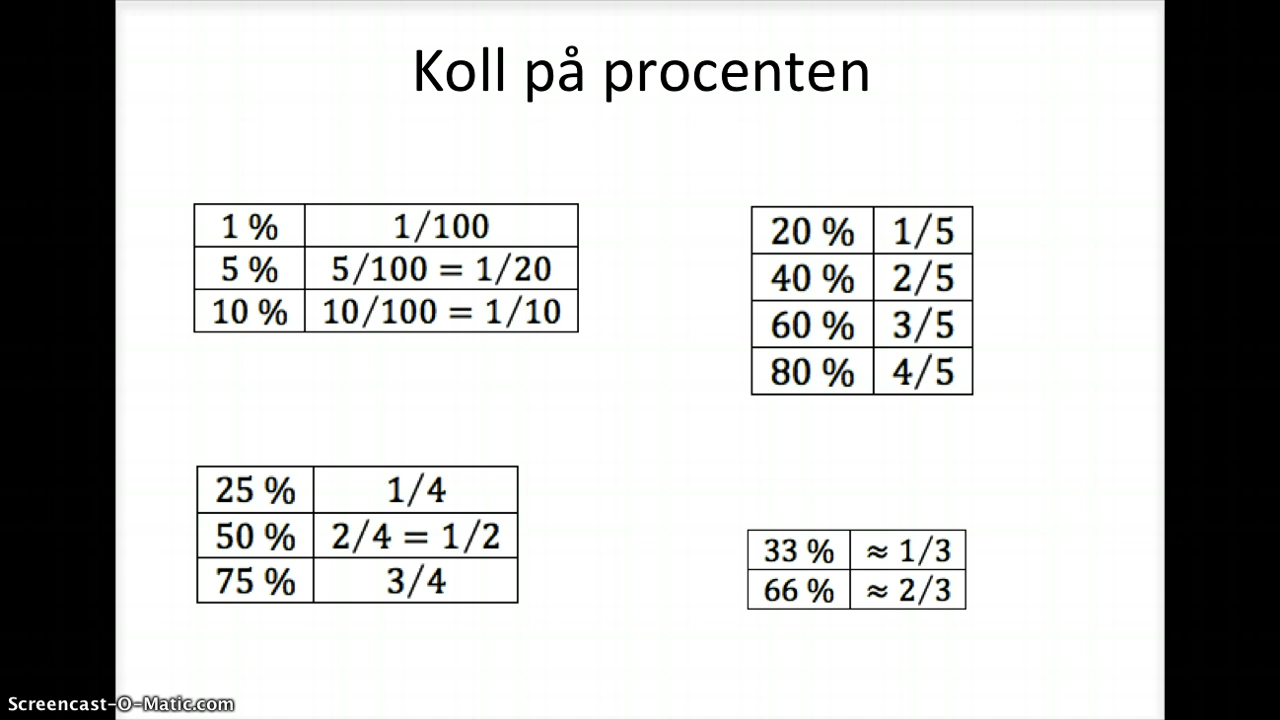 Koll på procenten
1 % 1/100
5 % 5/100 = 1/20
10 % 10/100 = 1/10
20 % 1/5
40 % 2/5
60 % 3/5
80 % 4/5
25 % 1/4
50 % 2/4 = 1/2
75 % 3/4
33 % ≈ 1/3
66 % ≈ 2/3
Screencast-O-Matic.com